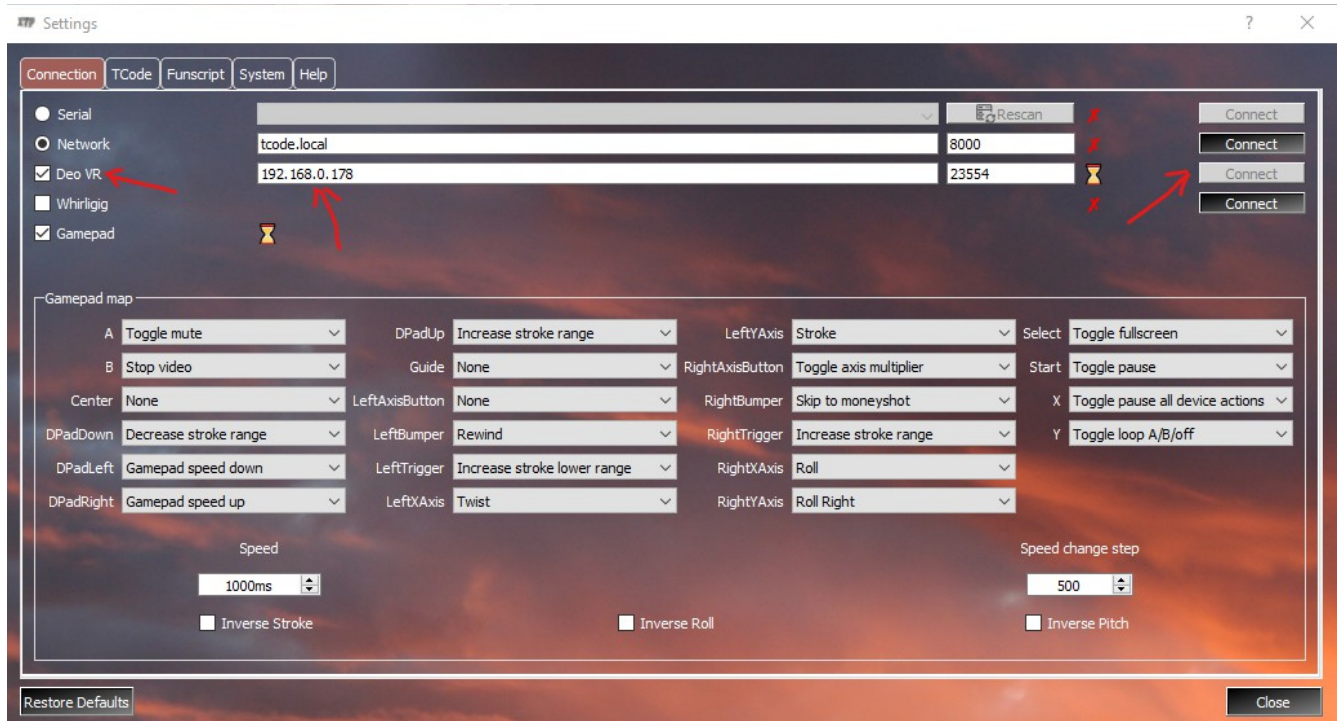 XTP Settings ?
Connection TCode Funscript System Help
Serial Rescan X Connect
Network tcode.local 8000 X Connect
Deo VR 192.168.0.178 23554 Connect
Whirligig X Connect
Gamepad
Gamepad map
A Toggle mute DPadUp Increase stroke range LeftYAxis Stroke Select Toggle fullscreen
B Stop video Guide None RightAxisButton Toggle axis multiplier Start Toggle pause
Center None LeftAxisButton None RightBumper Skip to moneyshot X Toggle pause all device actions
DPadDown Decrease stroke range LeftBumper Rewind RightTrigger Increase stroke range Y Toggle loop A/B/off
DPadLeft Gamepad speed down LeftTrigger Increase stroke lower range RightXAxis Roll
DPadRight Gamepad speed up LeftXAxis Twist RightYAxis Roll Right
Speed Speed change step
1000ms 500
Inverse Stroke Inverse Roll Inverse Pitch
Restore Defaults Close